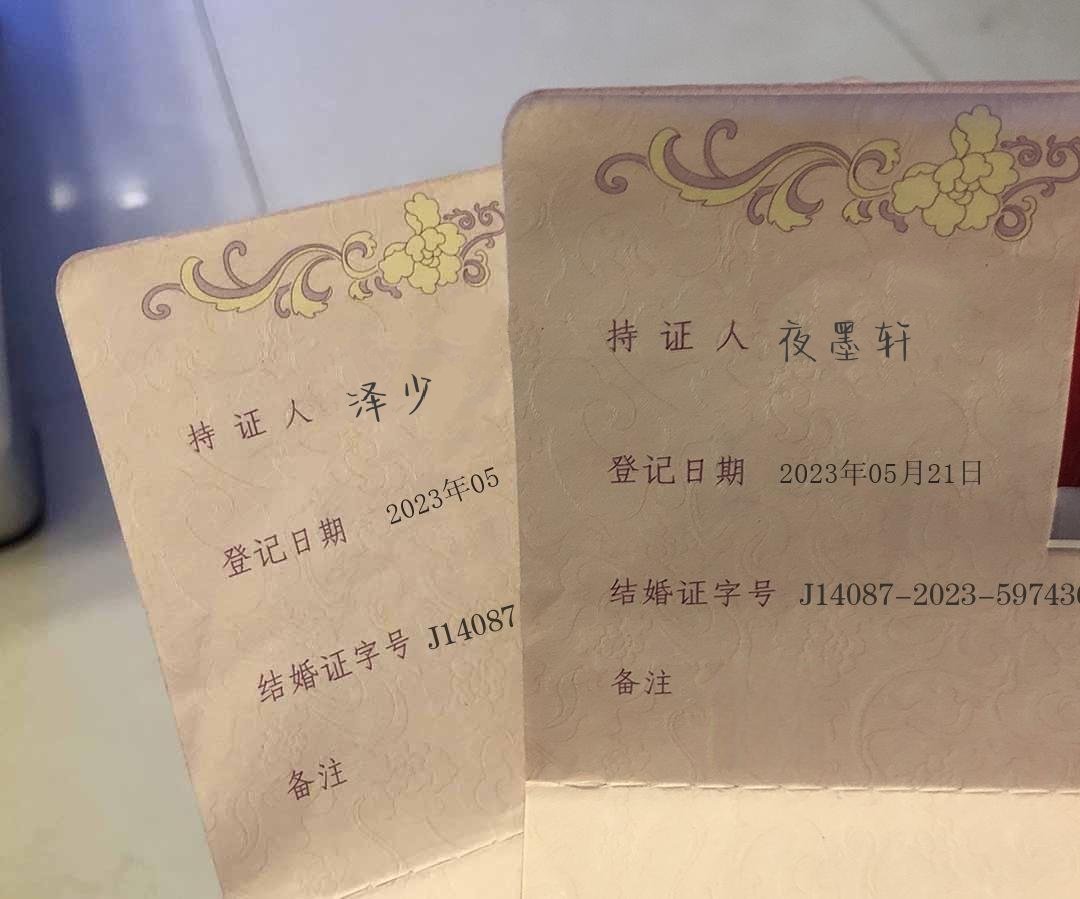 持证人 泽少
登记日期 2023年05
结婚证字号 J14087
备注
持证人 夜墨轩
登记日期 2023年05月21日
结婚证字号 J14087-2023-597436
备注